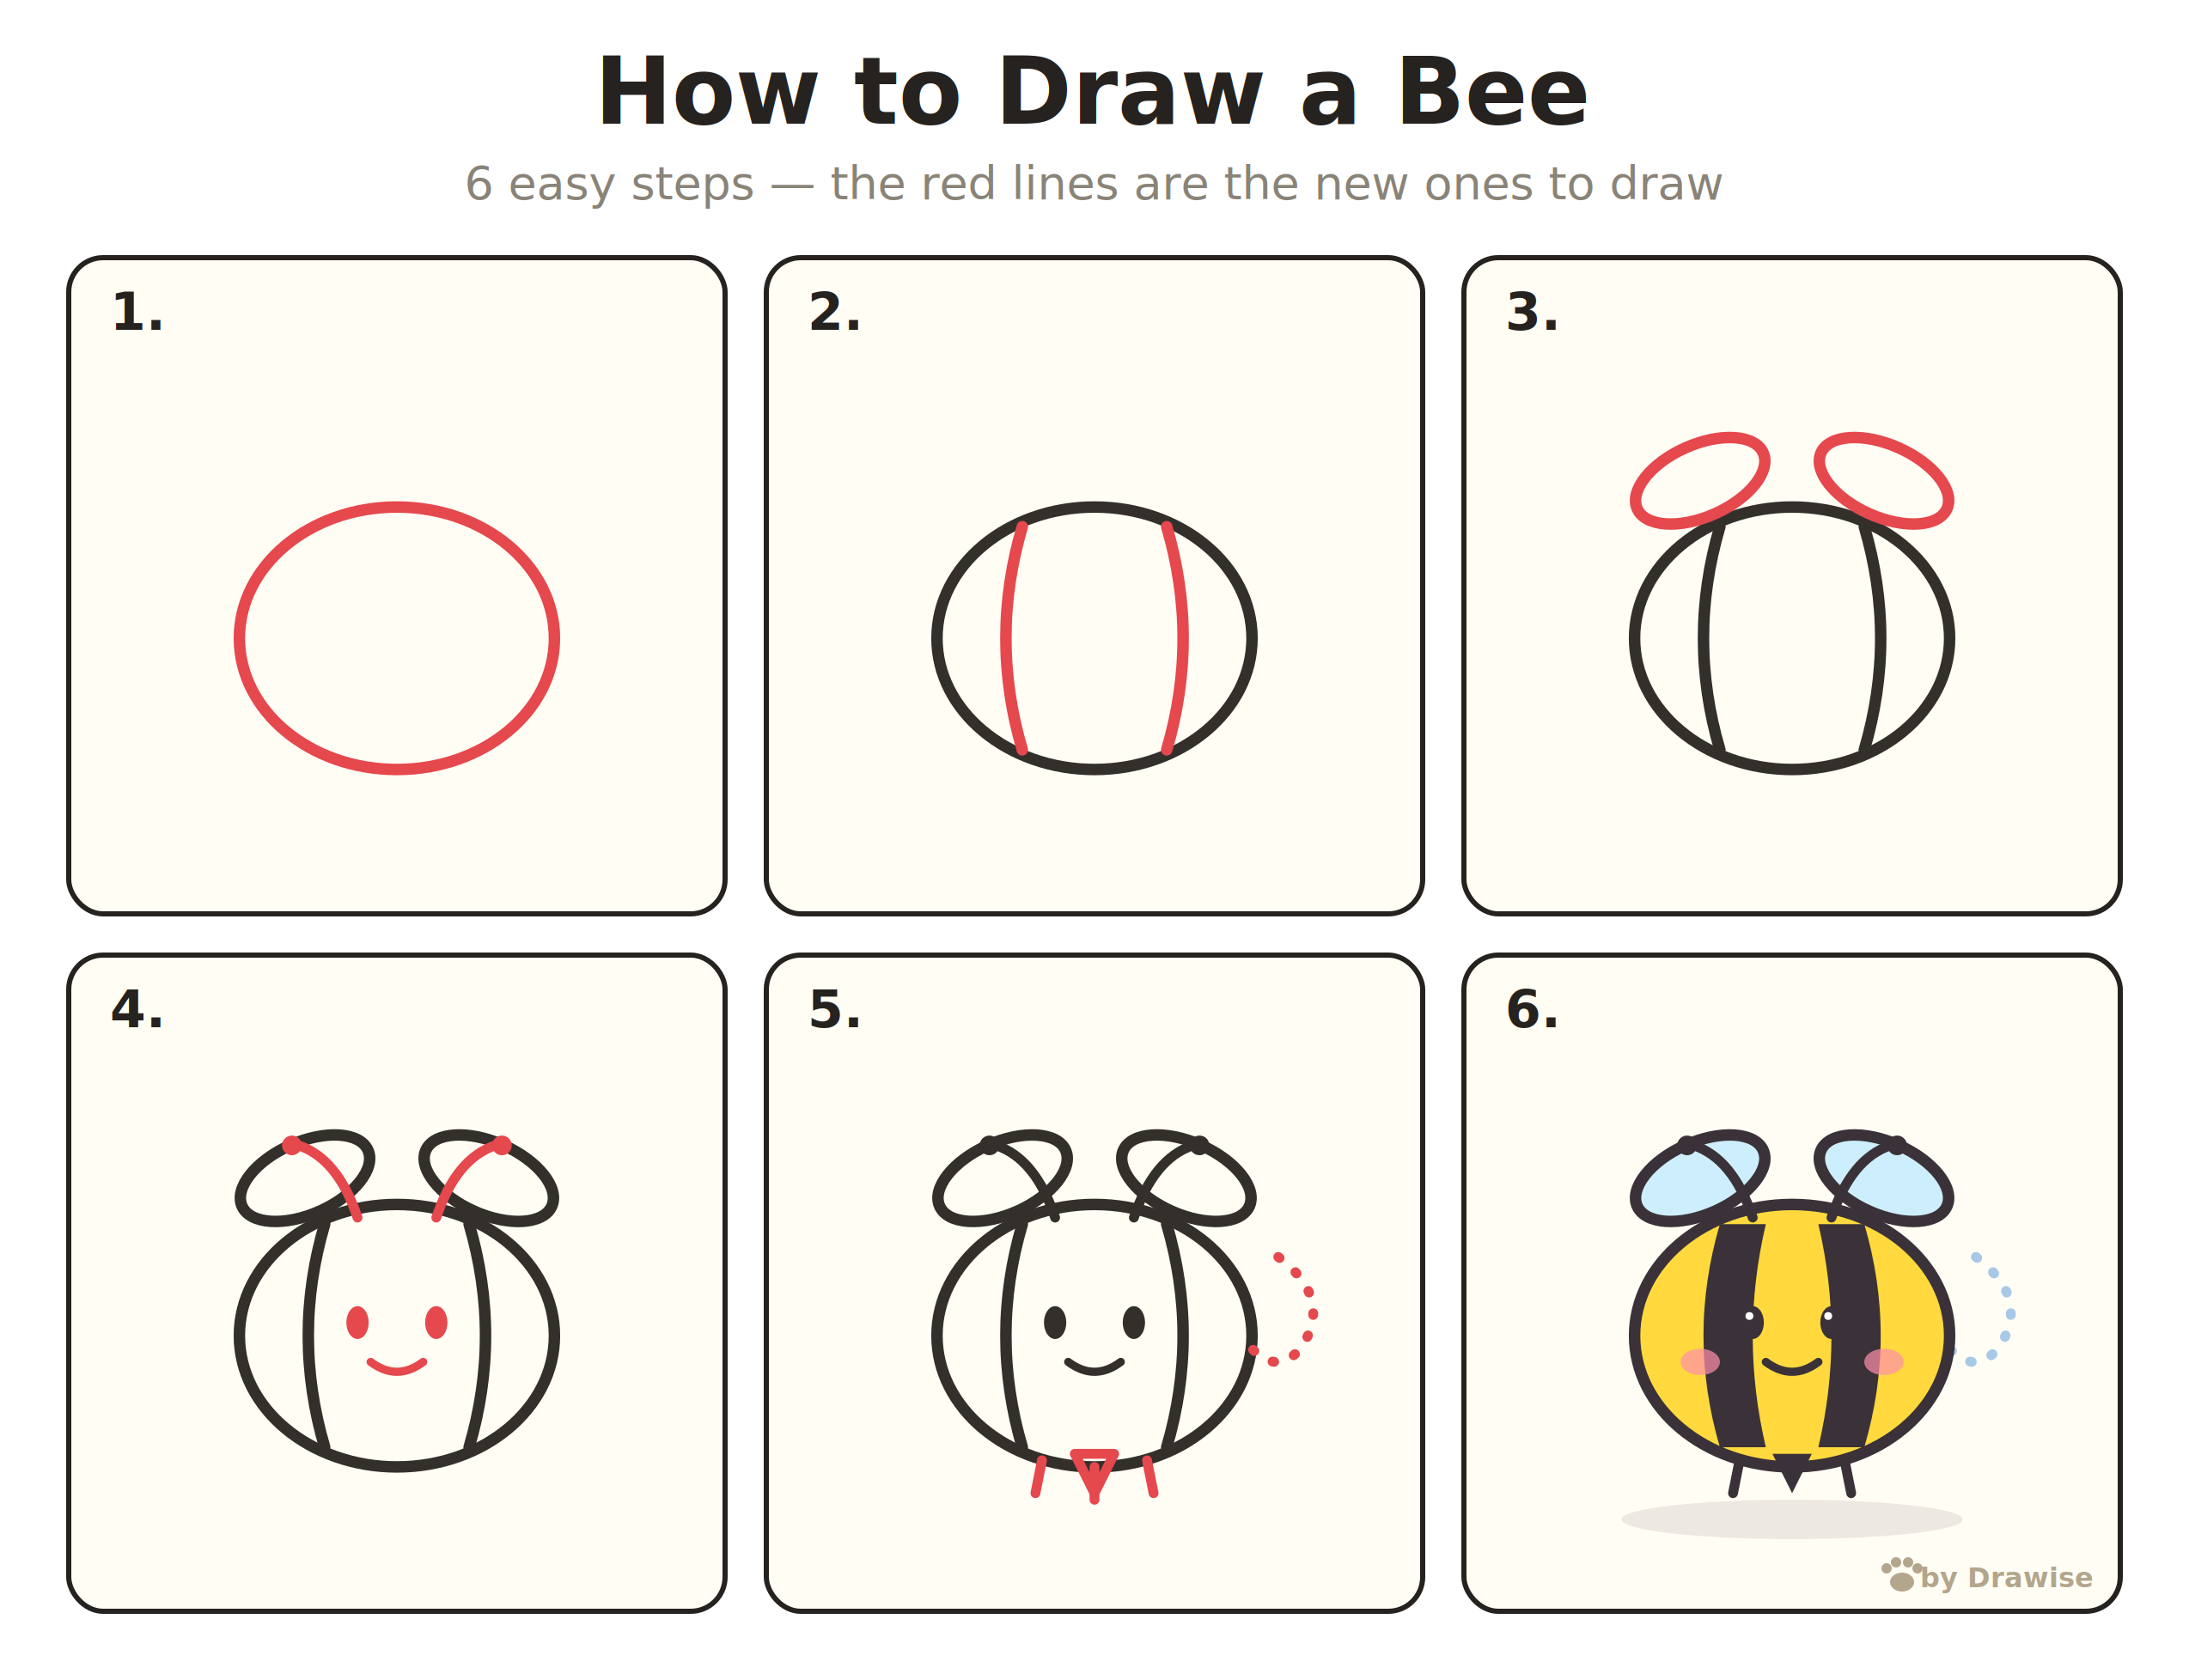 How to Draw a Bee
6 easy steps — the red lines are the new ones to draw
1.
2.
3.
4.
5.
6.
by Drawise